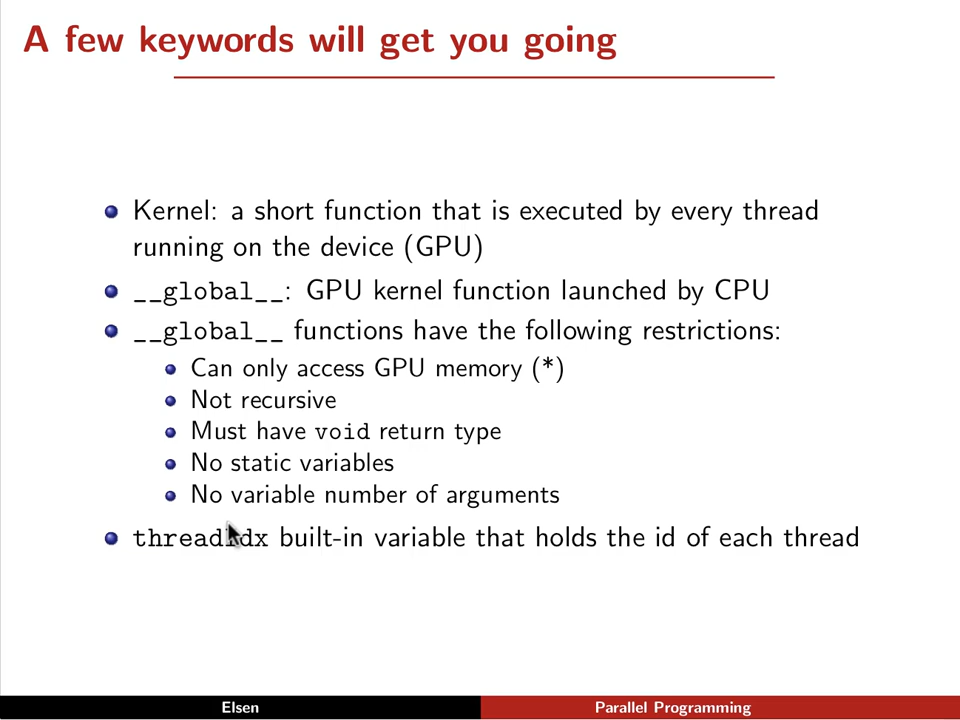 A few keywords will get you going
Kernel: a short function that is executed by every thread
running on the device (GPU)
__global__: GPU kernel function launched by CPU
__global__ functions have the following restrictions:
Can only access GPU memory (*)
Not recursive
Must have void return type
No static variables
No variable number of arguments
threadIdx built-in variable that holds the id of each thread
Elsen
Parallel Programming